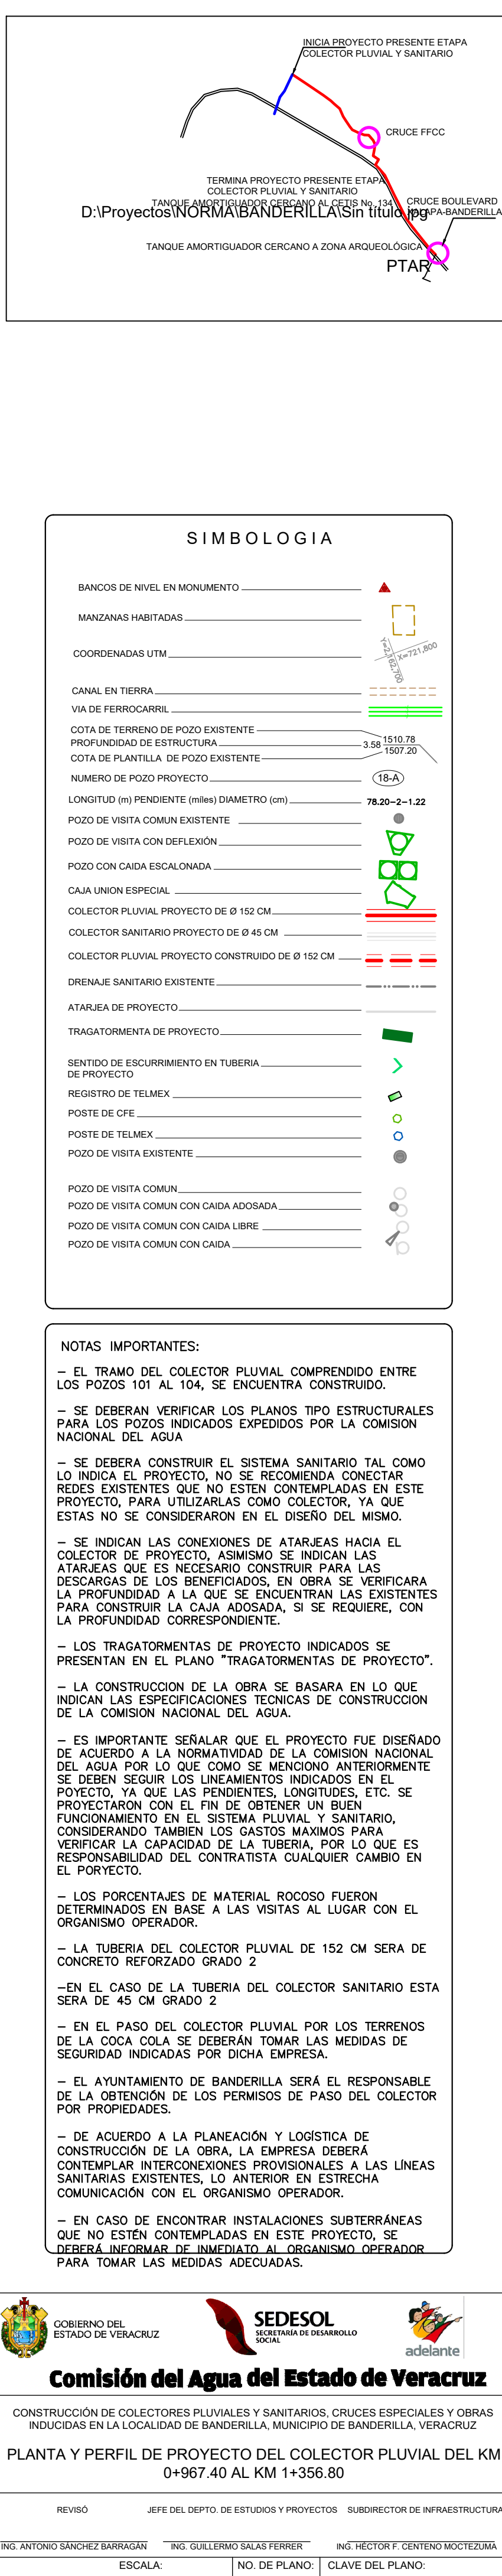 INICIA PROYECTO PRESENTE ETAPA
COLECTOR PLUVIAL Y SANITARIO
CRUCE FFCC
TERMINA PROYECTO PRESENTE ETAPA
COLECTOR PLUVIAL Y SANITARIO
TANQUE AMORTIGUADOR CERCANO AL CETIS No. 134
CRUCE BOULEVARD
XALAPA-BANDERILLA
D:\Proyectos\NORMA\BANDERILLA\Sin título.jpg
TANQUE AMORTIGUADOR CERCANO A ZONA ARQUEOLÓGICA
PTAR
SIMBOLOGIA
BANCOS DE NIVEL EN MONUMENTO
MANZANAS HABITADAS
COORDENADAS UTM
Y=2,162,700
X=721,800
CANAL EN TIERRA
VIA DE FERROCARRIL
COTA DE TERRENO DE POZO EXISTENTE
PROFUNDIDAD DE ESTRUCTURA
COTA DE PLANTILLA DE POZO EXISTENTE
3.58
1510.78
1507.20
NUMERO DE POZO PROYECTO
18-A
LONGITUD (m) PENDIENTE (miles) DIAMETRO (cm)
78.20-2-1.22
POZO DE VISITA COMUN EXISTENTE
POZO DE VISITA CON DEFLEXIÓN
POZO CON CAIDA ESCALONADA
CAJA UNION ESPECIAL
COLECTOR PLUVIAL PROYECTO DE Ø 152 CM
COLECTOR SANITARIO PROYECTO DE Ø 45 CM
COLECTOR PLUVIAL PROYECTO CONSTRUIDO DE Ø 152 CM
DRENAJE SANITARIO EXISTENTE
ATARJEA DE PROYECTO
TRAGATORMENTA DE PROYECTO
SENTIDO DE ESCURRIMIENTO EN TUBERIA
DE PROYECTO
REGISTRO DE TELMEX
POSTE DE CFE
POSTE DE TELMEX
POZO DE VISITA EXISTENTE
POZO DE VISITA COMUN
POZO DE VISITA COMUN CON CAIDA ADOSADA
POZO DE VISITA COMUN CON CAIDA LIBRE
POZO DE VISITA COMUN CON CAIDA
NOTAS IMPORTANTES:
– EL TRAMO DEL COLECTOR PLUVIAL COMPRENDIDO ENTRE
LOS POZOS 101 AL 104, SE ENCUENTRA CONSTRUIDO.
– SE DEBERAN VERIFICAR LOS PLANOS TIPO ESTRUCTURALES
PARA LOS POZOS INDICADOS EXPEDIDOS POR LA COMISION
NACIONAL DEL AGUA
– SE DEBERA CONSTRUIR EL SISTEMA SANITARIO TAL COMO
LO INDICA EL PROYECTO, NO SE RECOMIENDA CONECTAR
REDES EXISTENTES QUE NO ESTEN CONTEMPLADAS EN ESTE
PROYECTO, PARA UTILIZARLAS COMO COLECTOR, YA QUE
ESTAS NO SE CONSIDERARON EN EL DISEÑO DEL MISMO.
– SE INDICAN LAS CONEXIONES DE ATARJEAS HACIA EL
COLECTOR DE PROYECTO, ASIMISMO SE INDICAN LAS
ATARJEAS QUE ES NECESARIO CONSTRUIR PARA LAS
DESCARGAS DE LOS BENEFICIADOS, EN OBRA SE VERIFICARA
LA PROFUNDIDAD A LA QUE SE ENCUENTRAN LAS EXISTENTES
PARA CONSTRUIR LA CAJA ADOSADA, SI SE REQUIERE, CON
LA PROFUNDIDAD CORRESPONDIENTE.
– LOS TRAGATORMENTAS DE PROYECTO INDICADOS SE
PRESENTAN EN EL PLANO "TRAGATORMENTAS DE PROYECTO".
– LA CONSTRUCCION DE LA OBRA SE BASARA EN LO QUE
INDICAN LAS ESPECIFICACIONES TECNICAS DE CONSTRUCCION
DE LA COMISION NACIONAL DEL AGUA.
– ES IMPORTANTE SEÑALAR QUE EL PROYECTO FUE DISEÑADO
DE ACUERDO A LA NORMATIVIDAD DE LA COMISION NACIONAL
DEL AGUA POR LO QUE COMO SE MENCIONO ANTERIORMENTE
SE DEBEN SEGUIR LOS LINEAMIENTOS INDICADOS EN EL
POYECTO, YA QUE LAS PENDIENTES, LONGITUDES, ETC. SE
PROYECTARON CON EL FIN DE OBTENER UN BUEN
FUNCIONAMIENTO EN EL SISTEMA PLUVIAL Y SANITARIO,
CONSIDERANDO TAMBIEN LOS GASTOS MAXIMOS PARA
VERIFICAR LA CAPACIDAD DE LA TUBERIA, POR LO QUE ES
RESPONSABILIDAD DEL CONTRATISTA CUALQUIER CAMBIO EN
EL PORYECTO.
– LOS PORCENTAJES DE MATERIAL ROCOSO FUERON
DETERMINADOS EN BASE A LAS VISITAS AL LUGAR CON EL
ORGANISMO OPERADOR.
– LA TUBERIA DEL COLECTOR PLUVIAL DE 152 CM SERA DE
CONCRETO REFORZADO GRADO 2
–EN EL CASO DE LA TUBERIA DEL COLECTOR SANITARIO ESTA
SERA DE 45 CM GRADO 2
– EN EL PASO DEL COLECTOR PLUVIAL POR LOS TERRENOS
DE LA COCA COLA SE DEBERÁN TOMAR LAS MEDIDAS DE
SEGURIDAD INDICADAS POR DICHA EMPRESA.
– EL AYUNTAMIENTO DE BANDERILLA SERÁ EL RESPONSABLE
DE LA OBTENCIÓN DE LOS PERMISOS DE PASO DEL COLECTOR
POR PROPIEDADES.
– DE ACUERDO A LA PLANEACIÓN Y LOGÍSTICA DE
CONSTRUCCIÓN DE LA OBRA, LA EMPRESA DEBERÁ
CONTEMPLAR INTERCONEXIONES PROVISIONALES A LAS LÍNEAS
SANITARIAS EXISTENTES, LO ANTERIOR EN ESTRECHA
COMUNICACIÓN CON EL ORGANISMO OPERADOR.
– EN CASO DE ENCONTRAR INSTALACIONES SUBTERRÁNEAS
QUE NO ESTÉN CONTEMPLADAS EN ESTE PROYECTO, SE
DEBERÁ INFORMAR DE INMEDIATO AL ORGANISMO OPERADOR
PARA TOMAR LAS MEDIDAS ADECUADAS.
GOBIERNO DEL
ESTADO DE VERACRUZ
SEDESOL
SECRETARÍA DE DESARROLLO
SOCIAL
adelante
Comisión del Agua del Estado de Veracruz
CONSTRUCCIÓN DE COLECTORES PLUVIALES Y SANITARIOS, CRUCES ESPECIALES Y OBRAS
INDUCIDAS EN LA LOCALIDAD DE BANDERILLA, MUNICIPIO DE BANDERILLA, VERACRUZ
PLANTA Y PERFIL DE PROYECTO DEL COLECTOR PLUVIAL DEL KM
0+967.40 AL KM 1+356.80
REVISÓ
JEFE DEL DEPTO. DE ESTUDIOS Y PROYECTOS
SUBDIRECTOR DE INFRAESTRUCTURA
ING. ANTONIO SÁNCHEZ BARRAGÁN
ING. GUILLERMO SALAS FERRER
ING. HÉCTOR F. CENTENO MOCTEZUMA
ESCALA:
NO. DE PLANO:
CLAVE DEL PLANO: